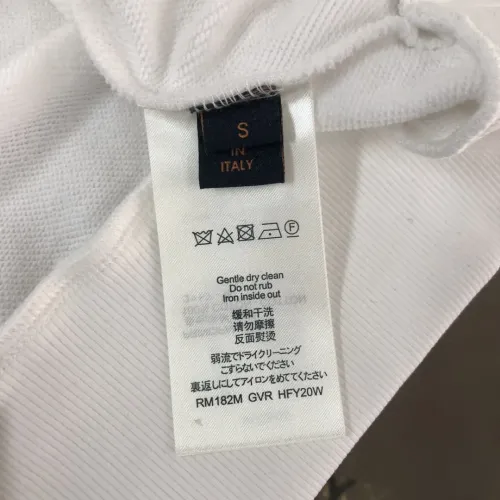 S
IN
ITALY
F
Gentle dry clean
Do not rub
Iron inside out
缓和干洗
请勿摩擦
反面熨烫
弱流でドライクリーニング
こすらないでください
裏返しにしてアイロンをめてください
RM182M GVR HFY20W